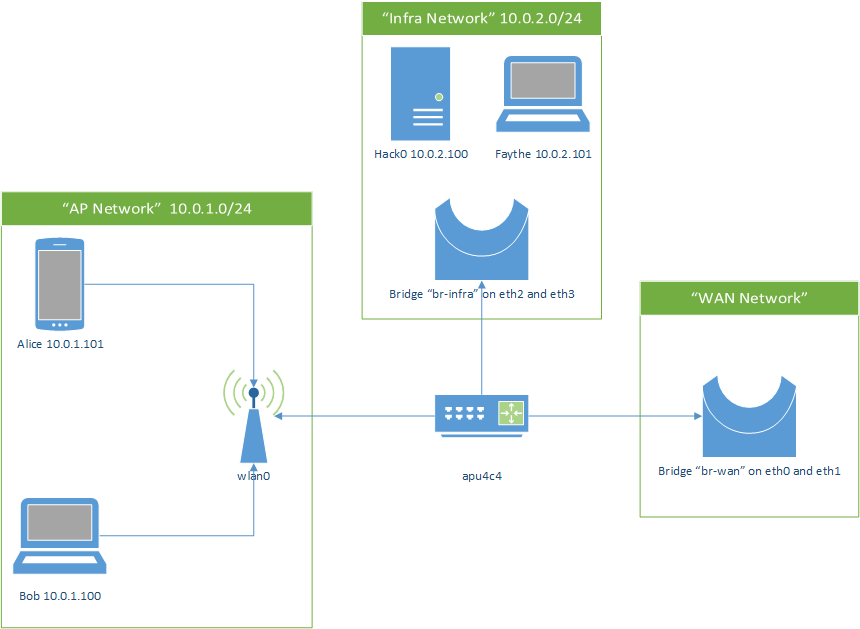 “Infra Network” 10.0.2.0/24
Hack0 10.0.2.100
Faythe 10.0.2.101
Bridge “br-infra” on eth2 and eth3
“AP Network”  10.0.1.0/24
Alice 10.0.1.101
wlan0
Bob 10.0.1.100
apu4c4
“WAN Network”
Bridge “br-wan” on eth0 and eth1